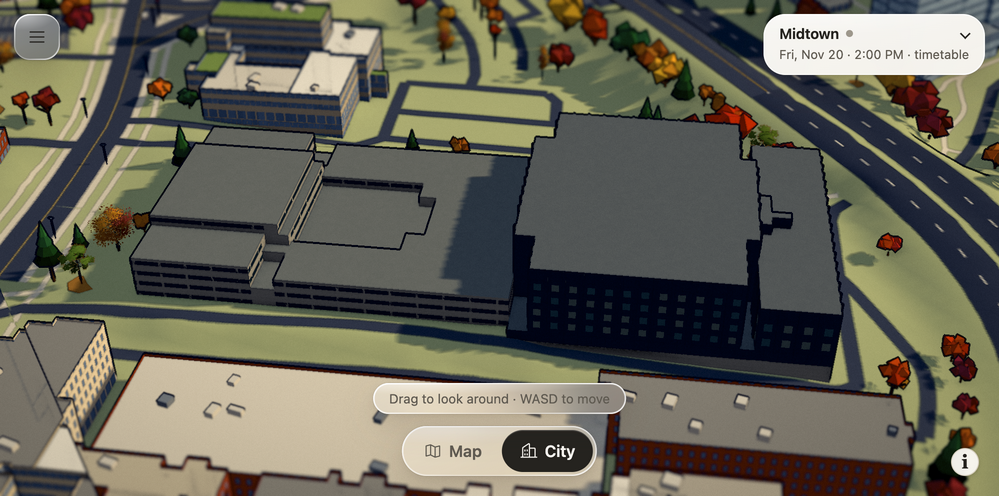 Midtown
Fri, Nov 20 · 2:00 PM · timetable
Drag to look around · WASD to move
Map
City
i